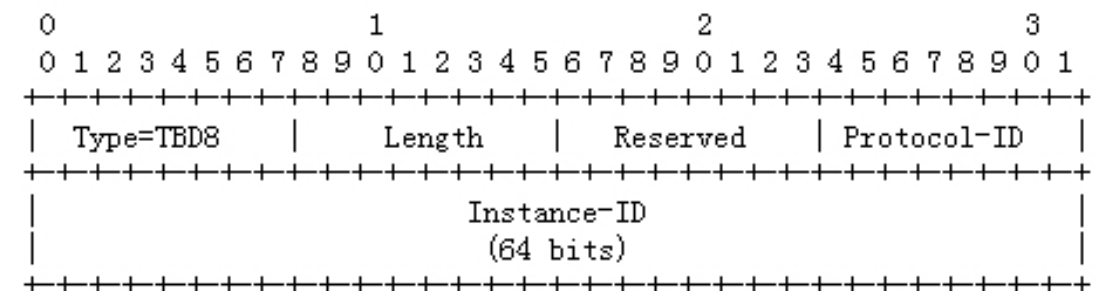 0                   1                   2                   3
0 1 2 3 4 5 6 7 8 9 0 1 2 3 4 5 6 7 8 9 0 1 2 3 4 5 6 7 8 9 0 1
+-+-+-+-+-+-+-+-+-+-+-+-+-+-+-+-+-+-+-+-+-+-+-+-+-+-+-+-+-+-+-+-+
|  Type=TBD8    |     Length    |   Reserved    | Protocol-ID   |
+-+-+-+-+-+-+-+-+-+-+-+-+-+-+-+-+-+-+-+-+-+-+-+-+-+-+-+-+-+-+-+-+
|                          Instance-ID                          |
|                           (64 bits)                           |
+-+-+-+-+-+-+-+-+-+-+-+-+-+-+-+-+-+-+-+-+-+-+-+-+-+-+-+-+-+-+-+-+